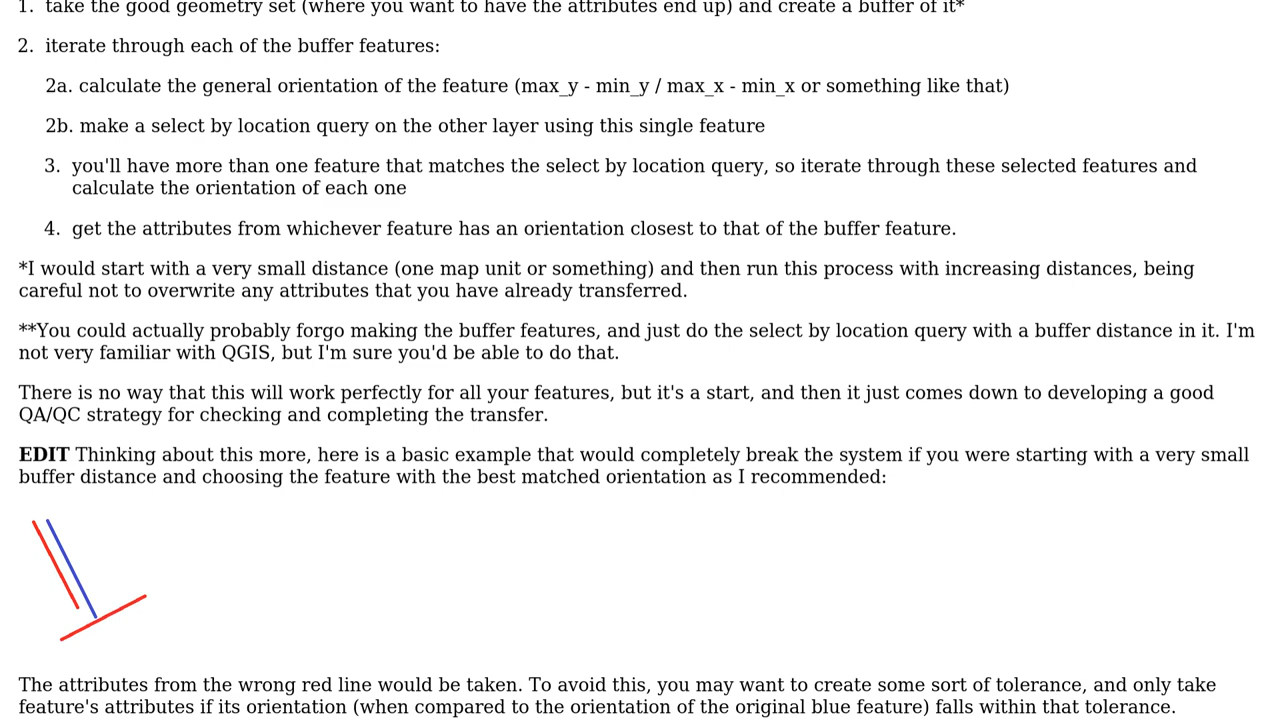 1. take the good geometry set (where you want to have the attributes end up) and create a buffer of it*
2. iterate through each of the buffer features:
2a. calculate the general orientation of the feature (max_y - min_y / max_x - min_x or something like that)
2b. make a select by location query on the other layer using this single feature
3. you'll have more than one feature that matches the select by location query, so iterate through these selected features and
calculate the orientation of each one
4. get the attributes from whichever feature has an orientation closest to that of the buffer feature.
*I would start with a very small distance (one map unit or something) and then run this process with increasing distances, being
careful not to overwrite any attributes that you have already transferred.
**You could actually probably forgo making the buffer features, and just do the select by location query with a buffer distance in it. I'm
not very familiar with QGIS, but I'm sure you'd be able to do that.
There is no way that this will work perfectly for all your features, but it's a start, and then it just comes down to developing a good
QA/QC strategy for checking and completing the transfer.
EDIT Thinking about this more, here is a basic example that would completely break the system if you were starting with a very small
buffer distance and choosing the feature with the best matched orientation as I recommended:
The attributes from the wrong red line would be taken. To avoid this, you may want to create some sort of tolerance, and only take
feature's attributes if its orientation (when compared to the orientation of the original blue feature) falls within that tolerance.